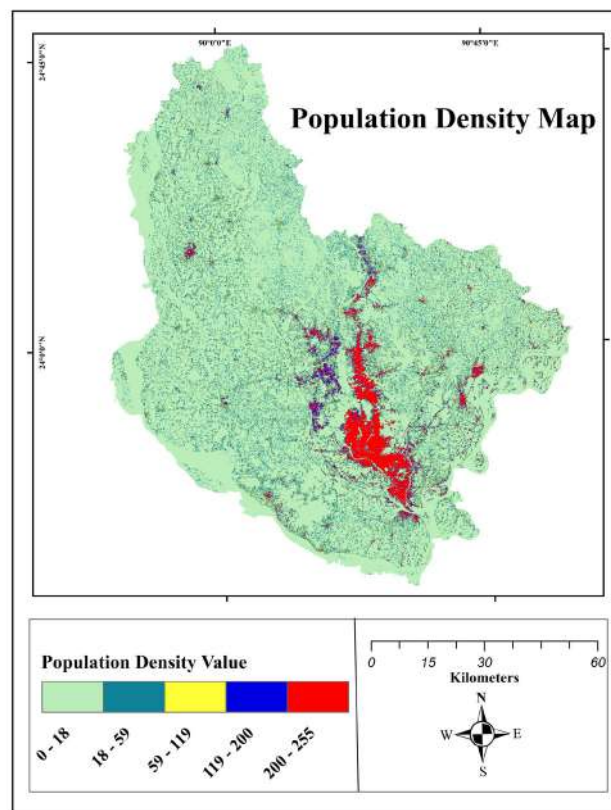 90°0'0"E
90°45'0"E
24°45'0"N
Population Density Map
24°0'0"N
Population Density Value
0 - 18
18 - 59
59 - 119
119 - 200
200 - 255
0 15 30 60
Kilometers
N
W E
S